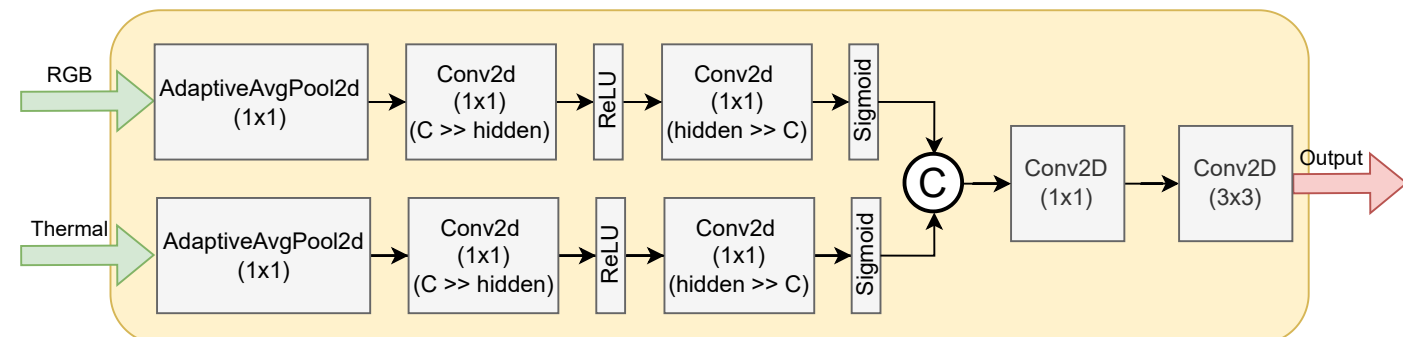 RGB
AdaptiveAvgPool2d
(1x1)
Conv2d
(1x1)
(C >> hidden)
ReLU
Conv2d
(1x1)
(hidden >> C)
Sigmoid
Thermal
AdaptiveAvgPool2d
(1x1)
Conv2d
(1x1)
(C >> hidden)
ReLU
Conv2d
(1x1)
(hidden >> C)
Sigmoid
C
Conv2D
(1x1)
Conv2D
(3x3)
Output